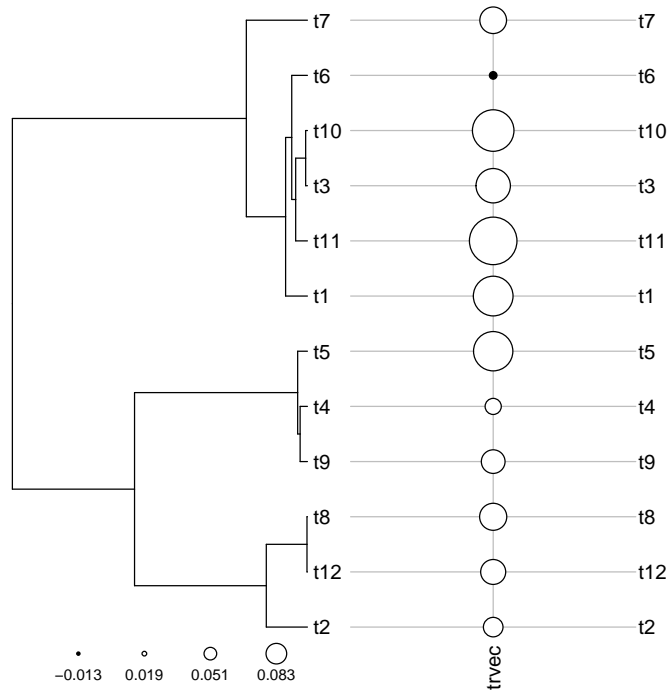 t7 t7
t6 t6
t10 t10
t3 t3
t11 t11
t1 t1
t5 t5
t4 t4
t9 t9
t8 t8
t12 t12
t2 t2
−0.013 0.019 0.051 0.083
trvec